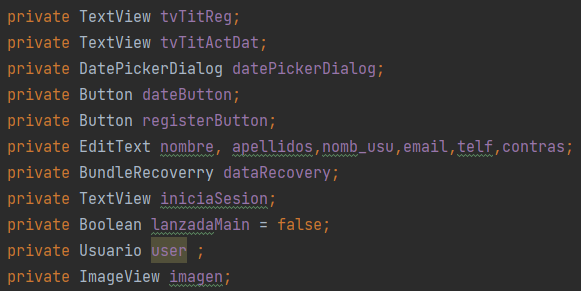 private TextView tvTitReg;
private TextView tvTitActDat;
private DatePickerDialog datePickerDialog;
private Button dateButton;
private Button registerButton;
private EditText nombre, apellidos,nomb_usu,email,telf,contras;
private BundleRecoverry dataRecovery;
private TextView iniciaSesion;
private Boolean lanzadaMain = false;
private Usuario user ;
private ImageView imagen;